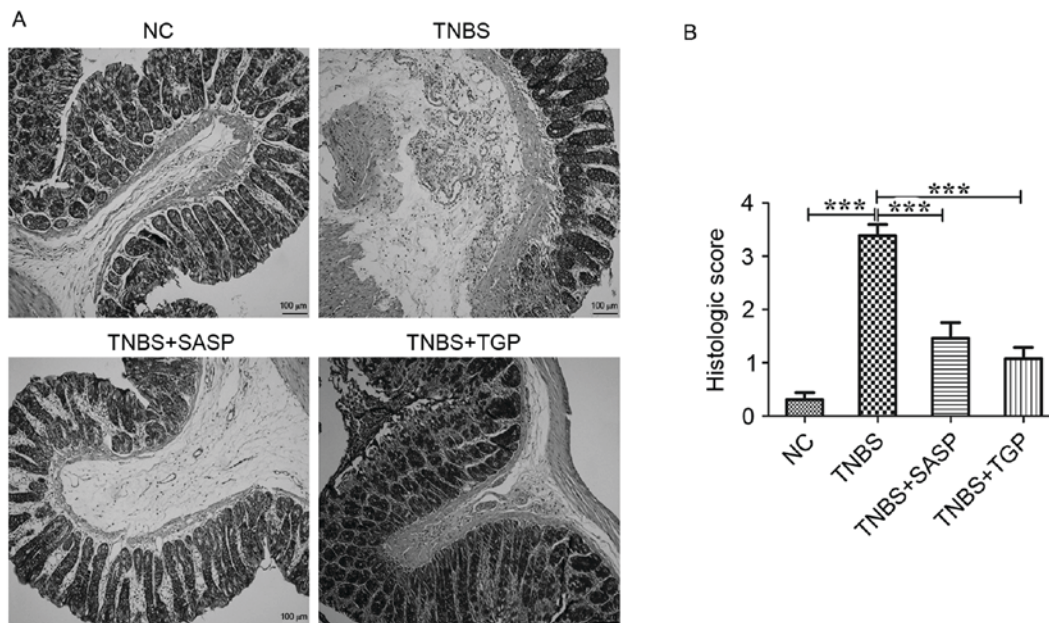 A
NC
TNBS
100 μm
100 μm
TNBS+SASP
TNBS+TGP
100 μm
B
Histologic score
4
3
2
1
0
***
***
***
NC
TNBS
TNBS+SASP
TNBS+TGP